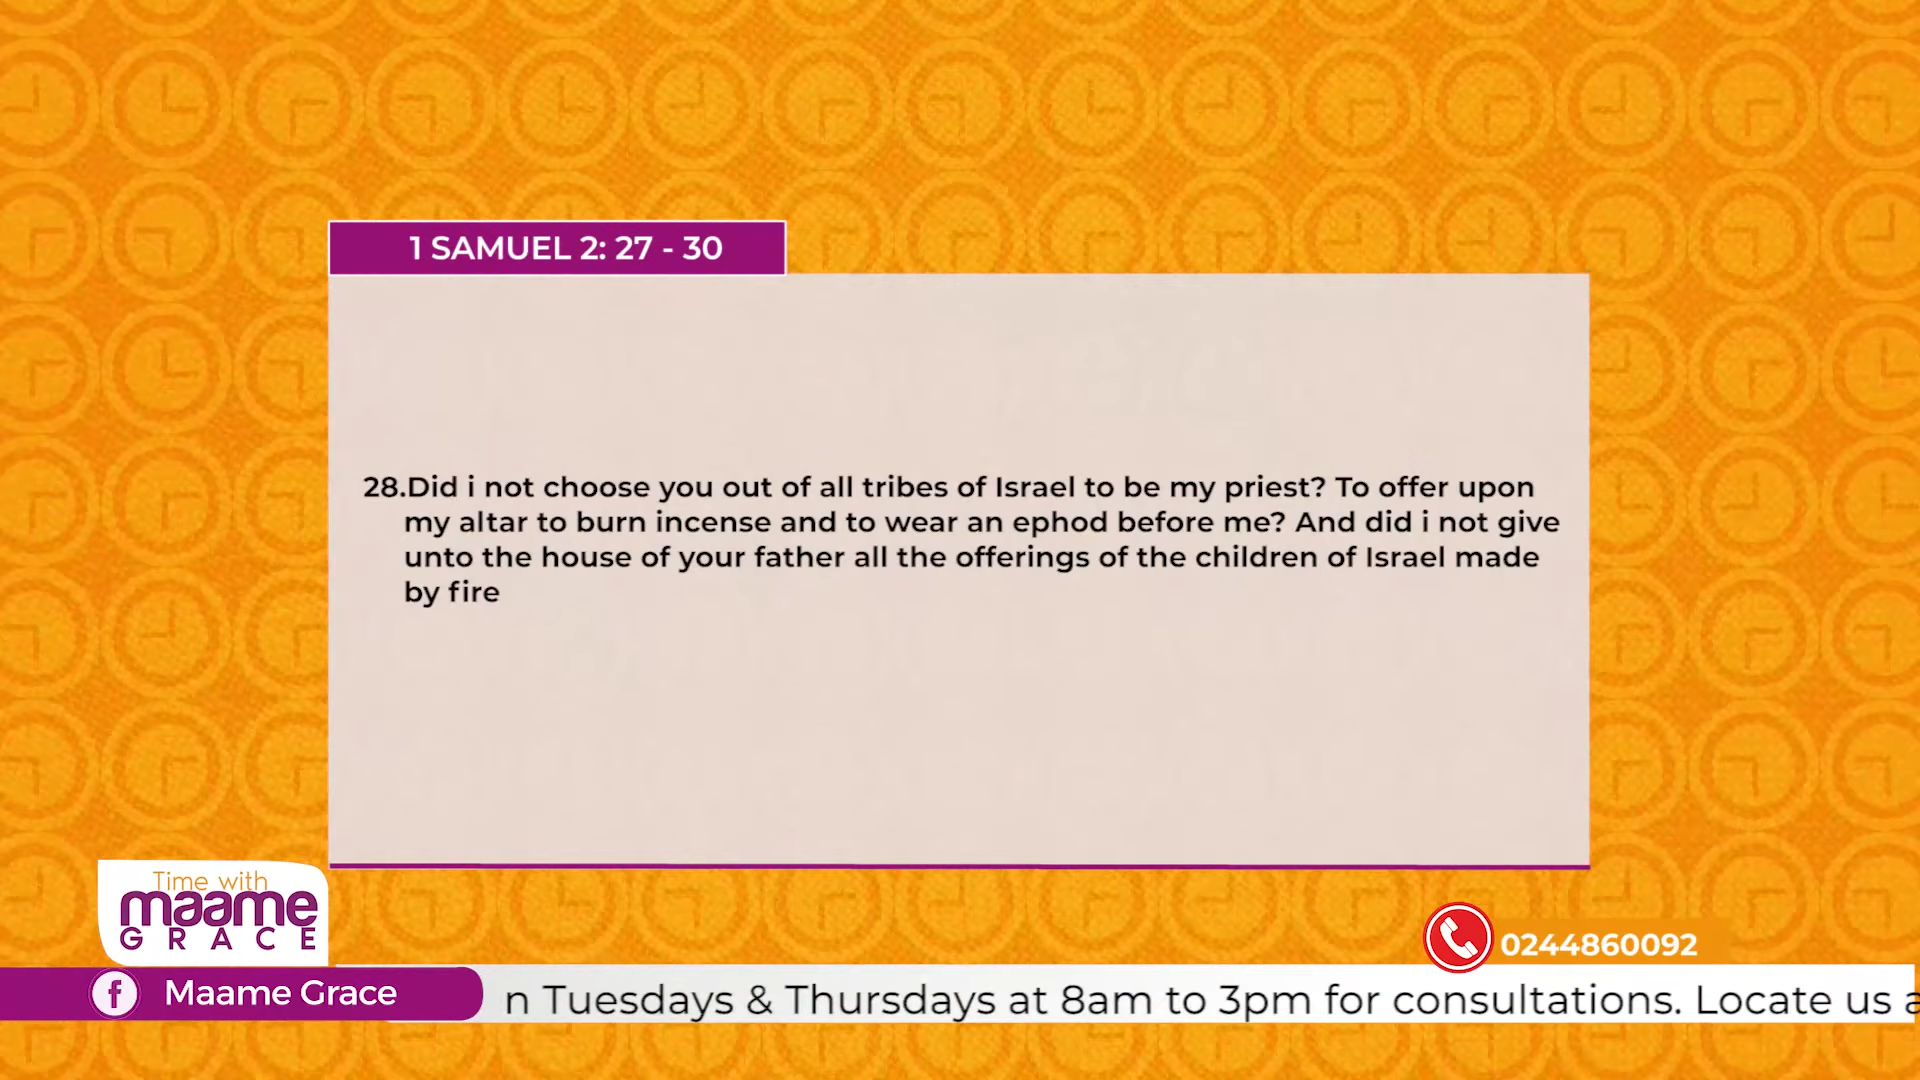 1 SAMUEL 2: 27 - 30
28.Did i not choose you out of all tribes of Israel to be my priest? To offer upon
my altar to burn incense and to wear an ephod before me? And did i not give
unto the house of your father all the offerings of the children of Israel made
by fire
Time with
maame
GRACE
0244860092
f Maame Grace
n Tuesdays & Thursdays at 8am to 3pm for consultations. Locate us a